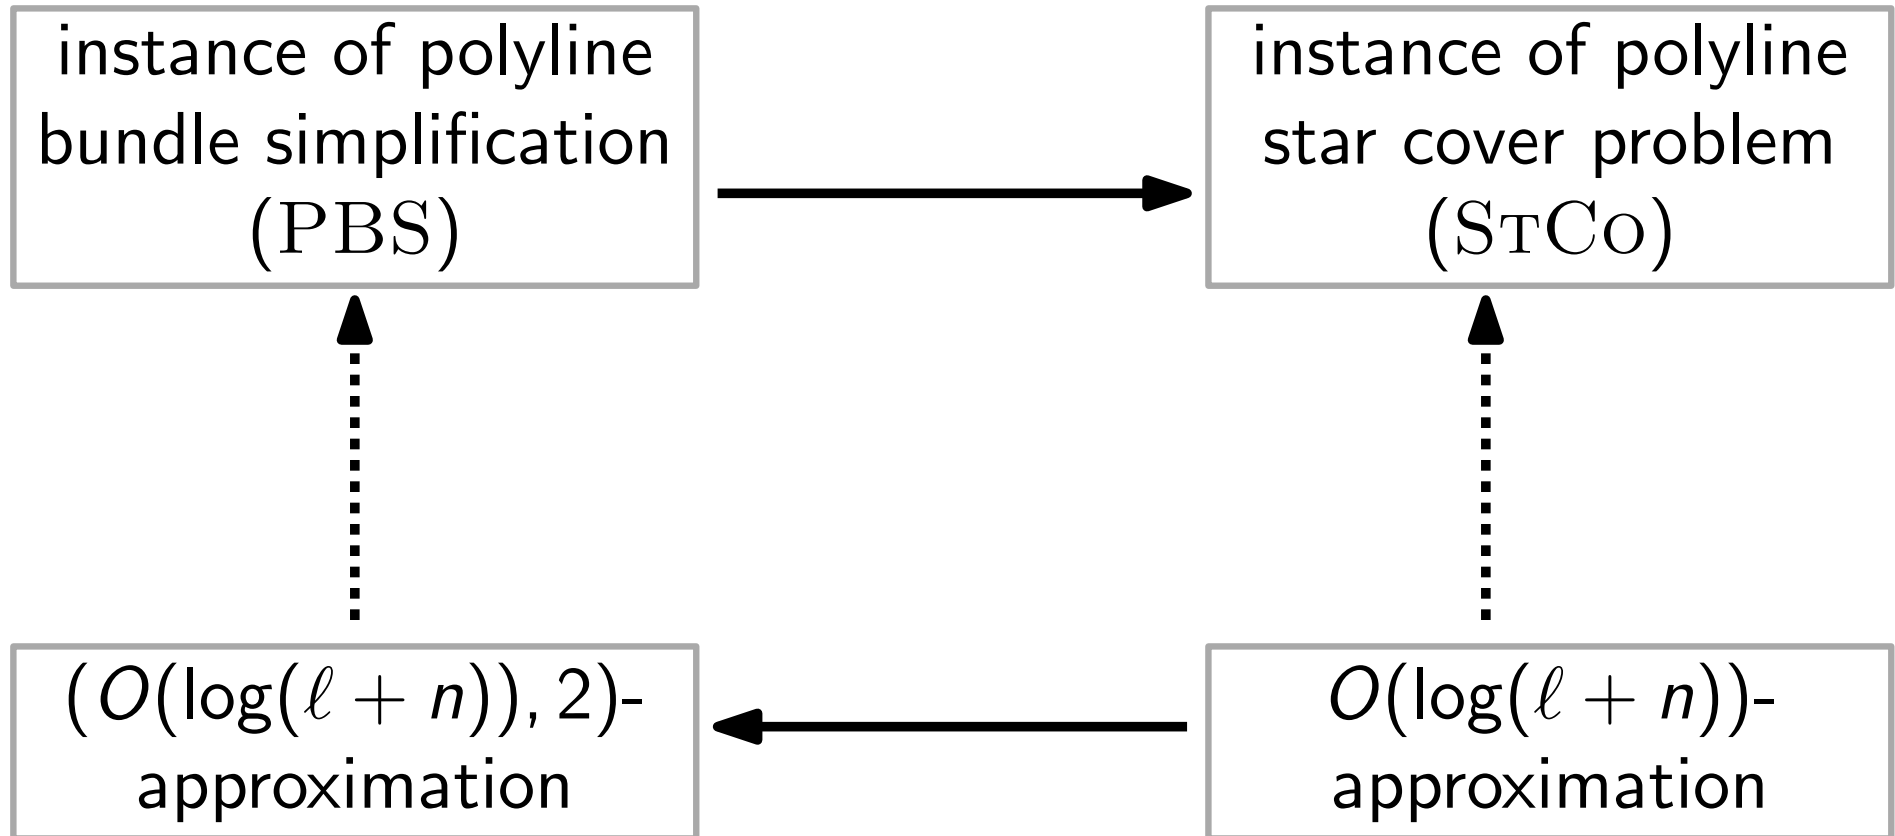 instance of polyline
bundle simplification
(PBS)
instance of polyline
star cover problem
(STCO)
(O(log(ℓ + n)), 2)-
approximation
O(log(ℓ + n))-
approximation